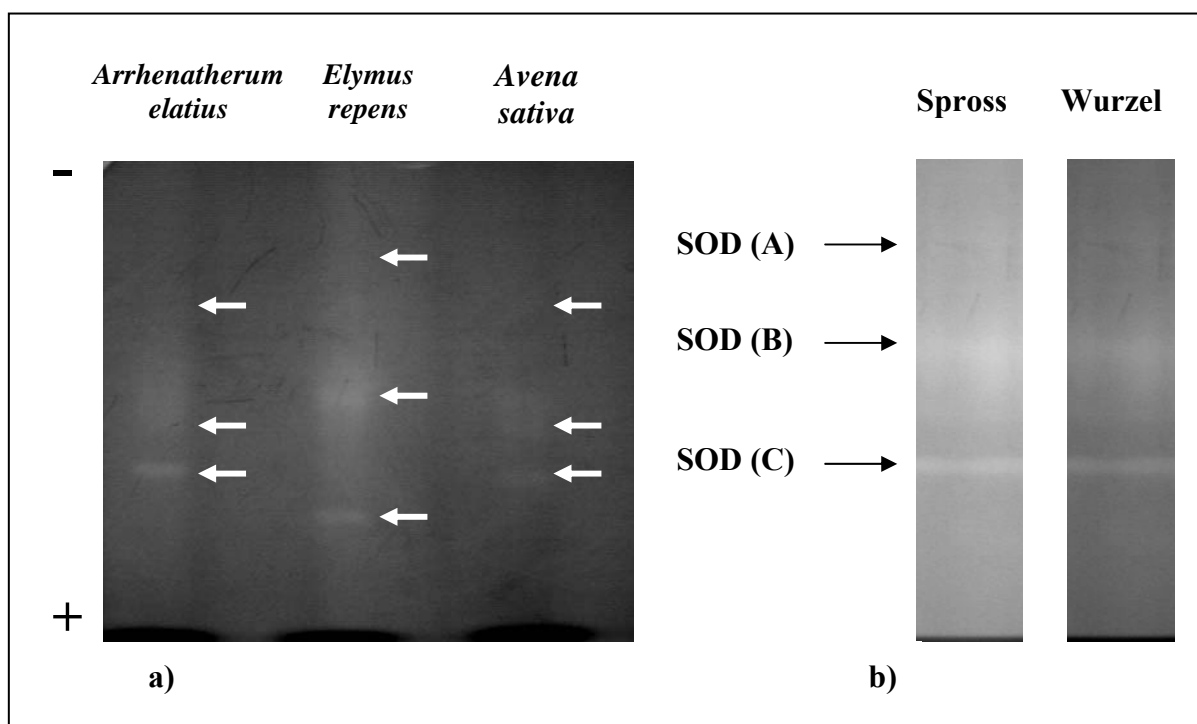 Arrhenatherum
elatius
Elymus
repens
Avena
sativa
-
+
a)
Spross
Wurzel
SOD (A)
SOD (B)
SOD (C)
b)